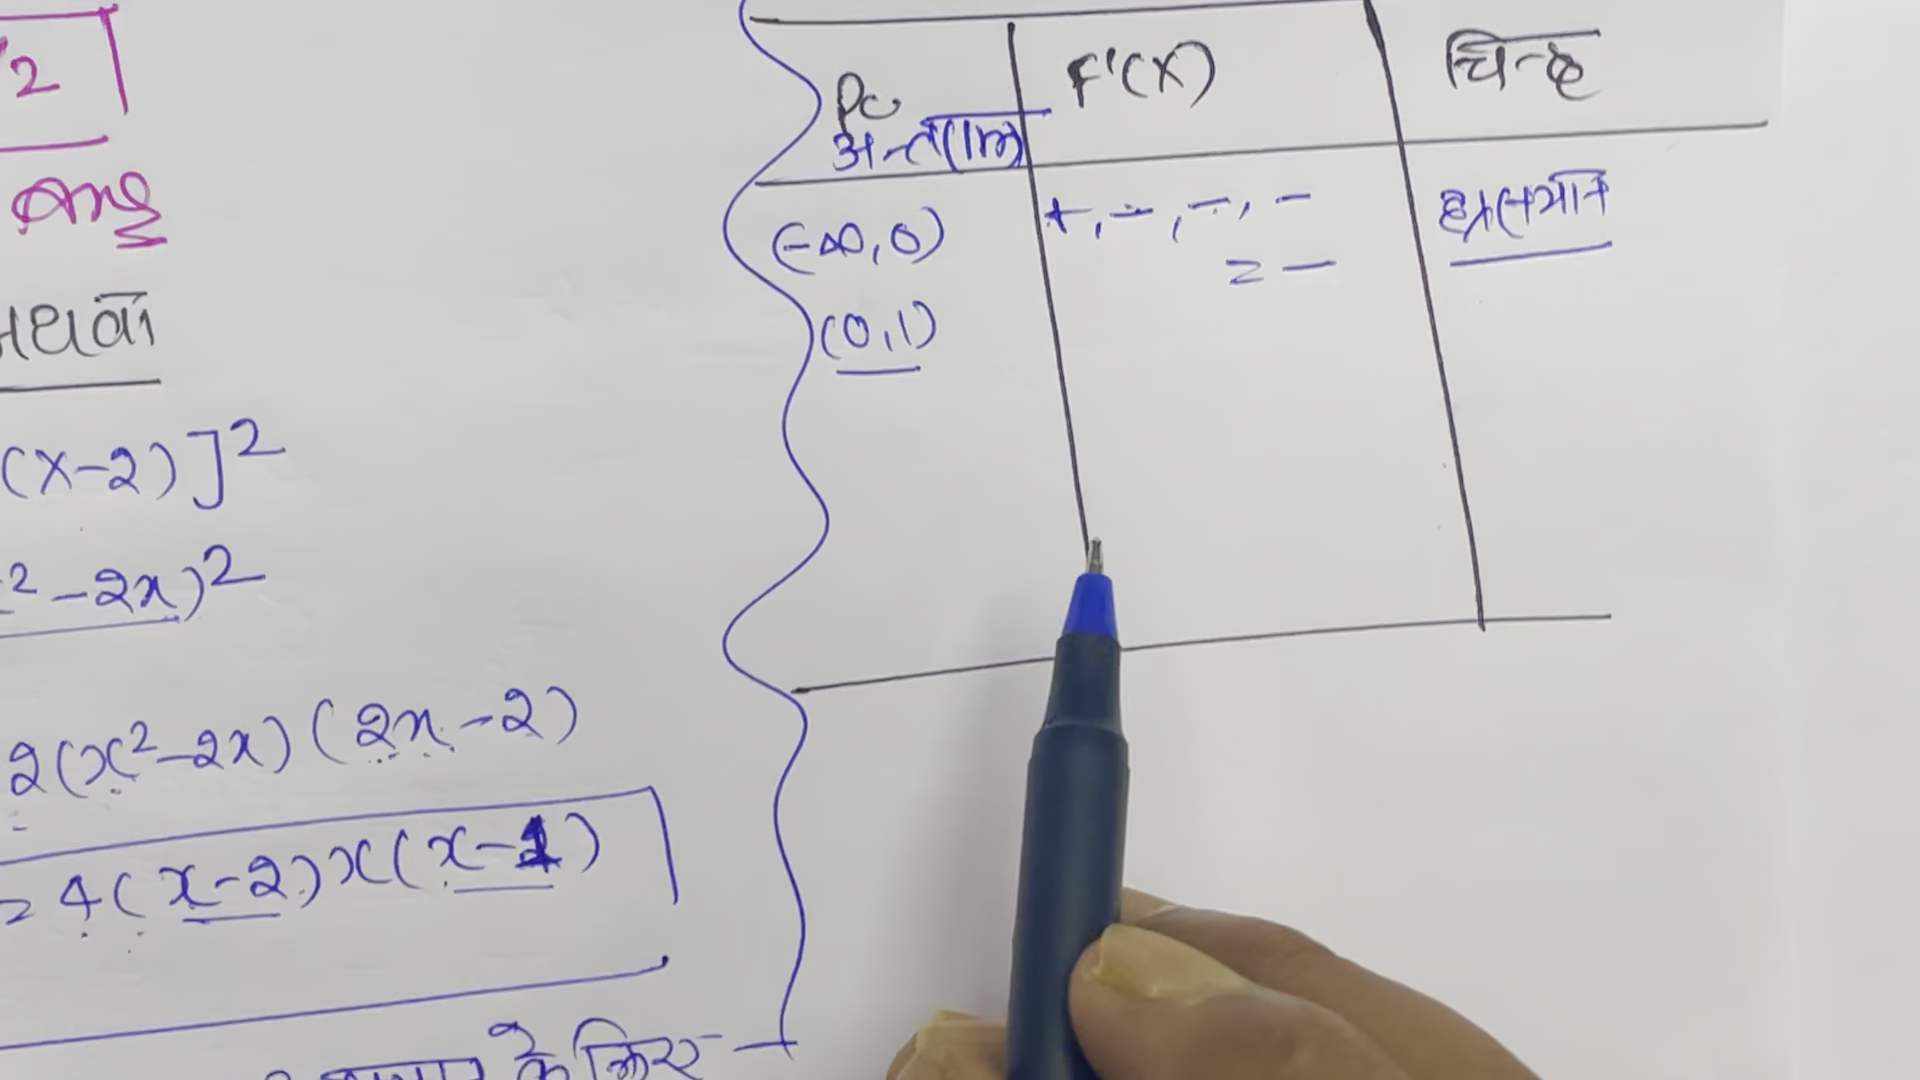 2
अथवा
(x-2)]²
²-2x)²
2(x²-2x)(2x-2)
= 4(x-2)x(x-1)
के लिए
अन्तराल F'(x) चिन्ह
(-∞,0) +,-,-,- ह्रासमान
= -
(0,1)